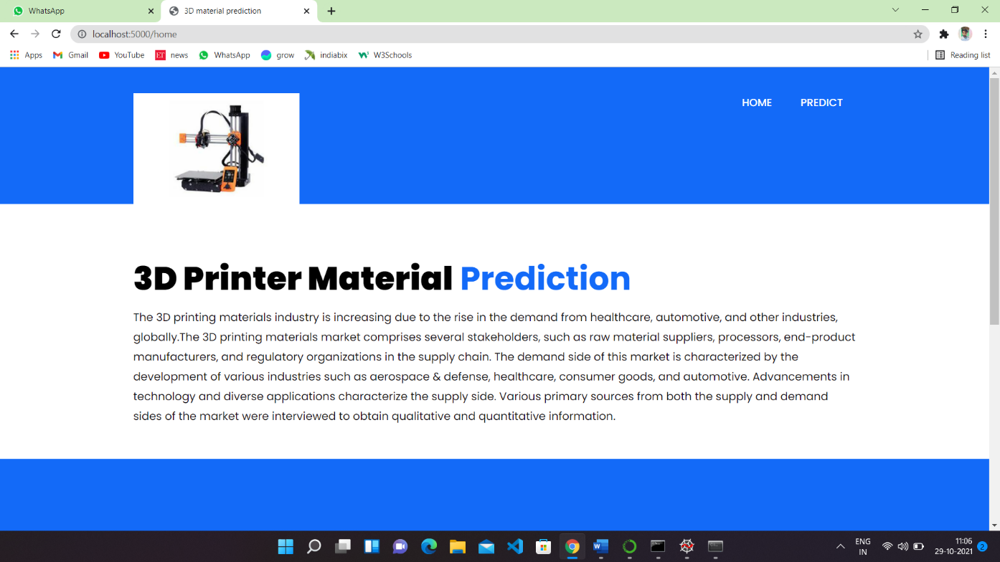 WhatsApp
3D material prediction
localhost:5000/home
Apps
Gmail
YouTube
ET
news
WhatsApp
grow
indiabix
W3Schools
Reading list
HOME
PREDICT
3D Printer Material Prediction
The 3D printing materials industry is increasing due to the rise in the demand from healthcare, automotive, and other industries,
globally.The 3D printing materials market comprises several stakeholders, such as raw material suppliers, processors, end-product
manufacturers, and regulatory organizations in the supply chain. The demand side of this market is characterized by the
development of various industries such as aerospace & defense, healthcare, consumer goods, and automotive. Advancements in
technology and diverse applications characterize the supply side. Various primary sources from both the supply and demand
sides of the market were interviewed to obtain qualitative and quantitative information.
ENG
IN
11:06
29-10-2021
2